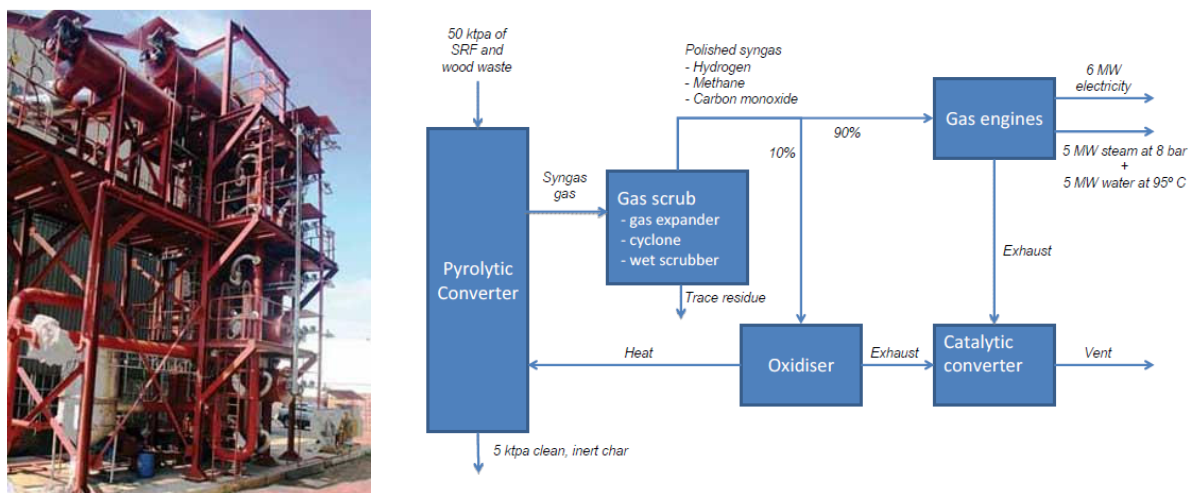 50 ktpa of
SRF and
wood waste
Polished syngas
- Hydrogen
- Methane
- Carbon monoxide
6 MW
electricity
Gas engines
90%
10%
5 MW steam at 8 bar
+
5 MW water at 95º C
Syngas
gas
Gas scrub
- gas expander
- cyclone
- wet scrubber
Pyrolytic
Converter
Exhaust
Trace residue
Heat
Oxidiser
Exhaust
Catalytic
converter
Vent
5 ktpa clean, inert char